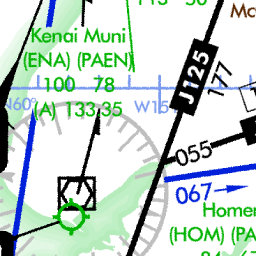 Kenai Muni
(ENA) (PAEN)
100 78
(A) 133.35
N60°
W15
J125
177
055
067
Homer
(HOM) (PA